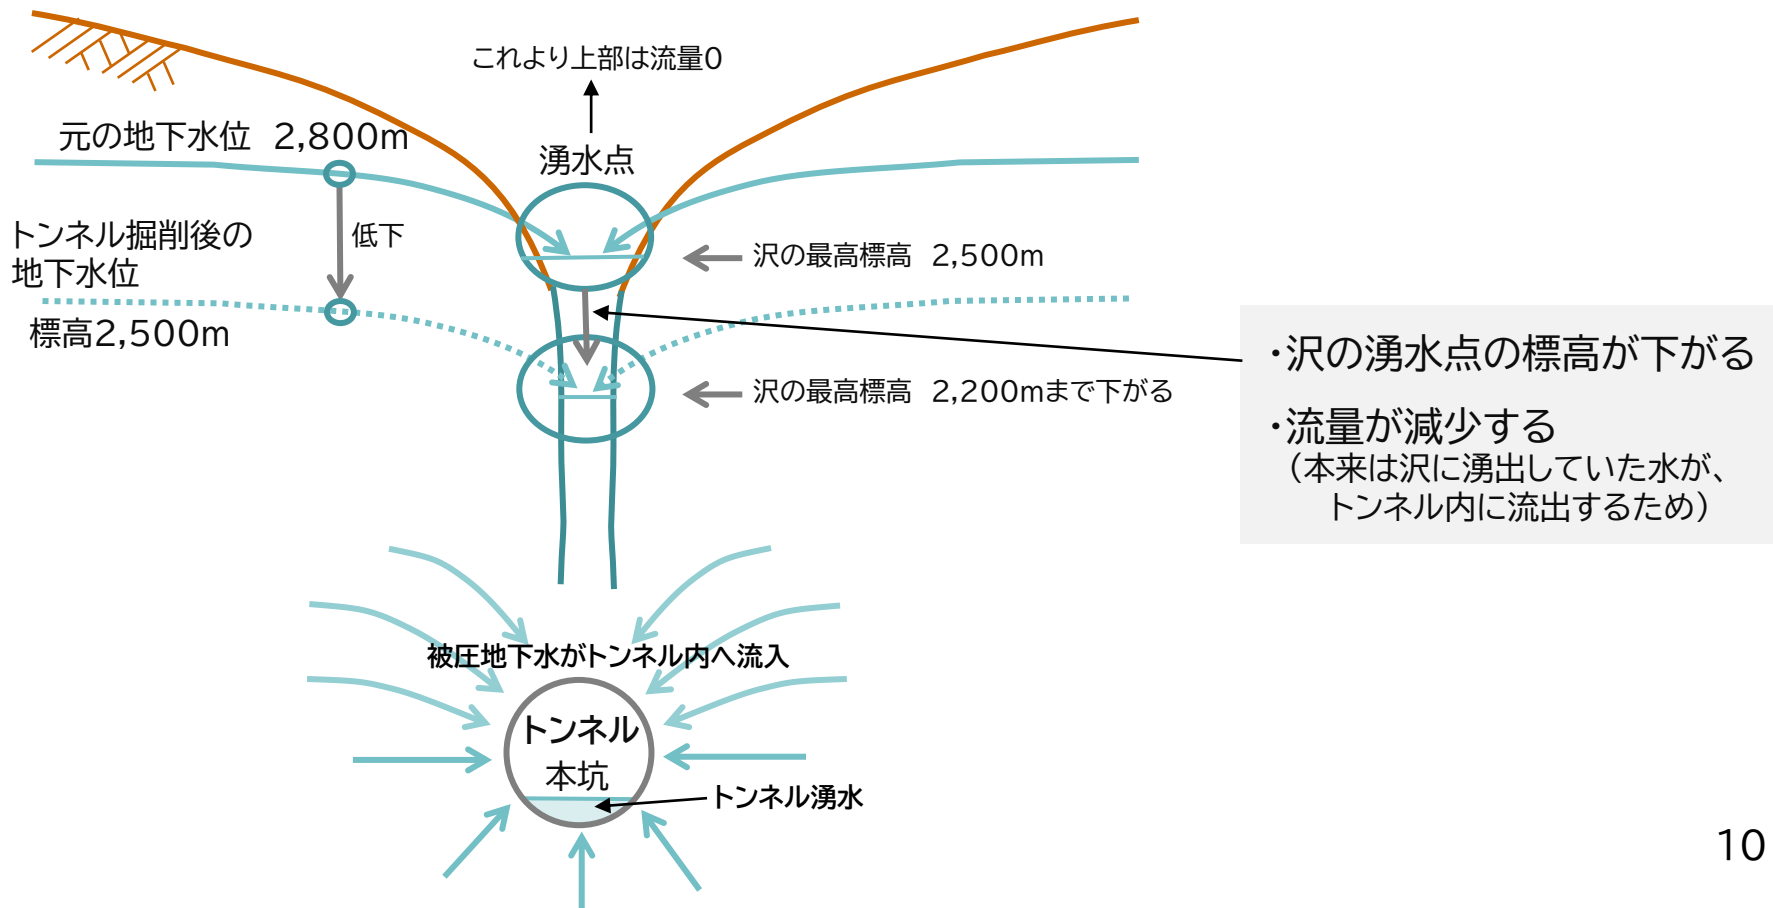 これより上部は流量0
元の地下水位 2,800m
湧水点
トンネル掘削後の
地下水位
低下
沢の最高標高 2,500m
標高2,500m
沢の最高標高 2,200mまで下がる
・沢の湧水点の標高が下がる
・流量が減少する
（本来は沢に湧出していた水が、
トンネル内に流出するため）
被圧地下水がトンネル内へ流入
トンネル
本坑
トンネル湧水
10